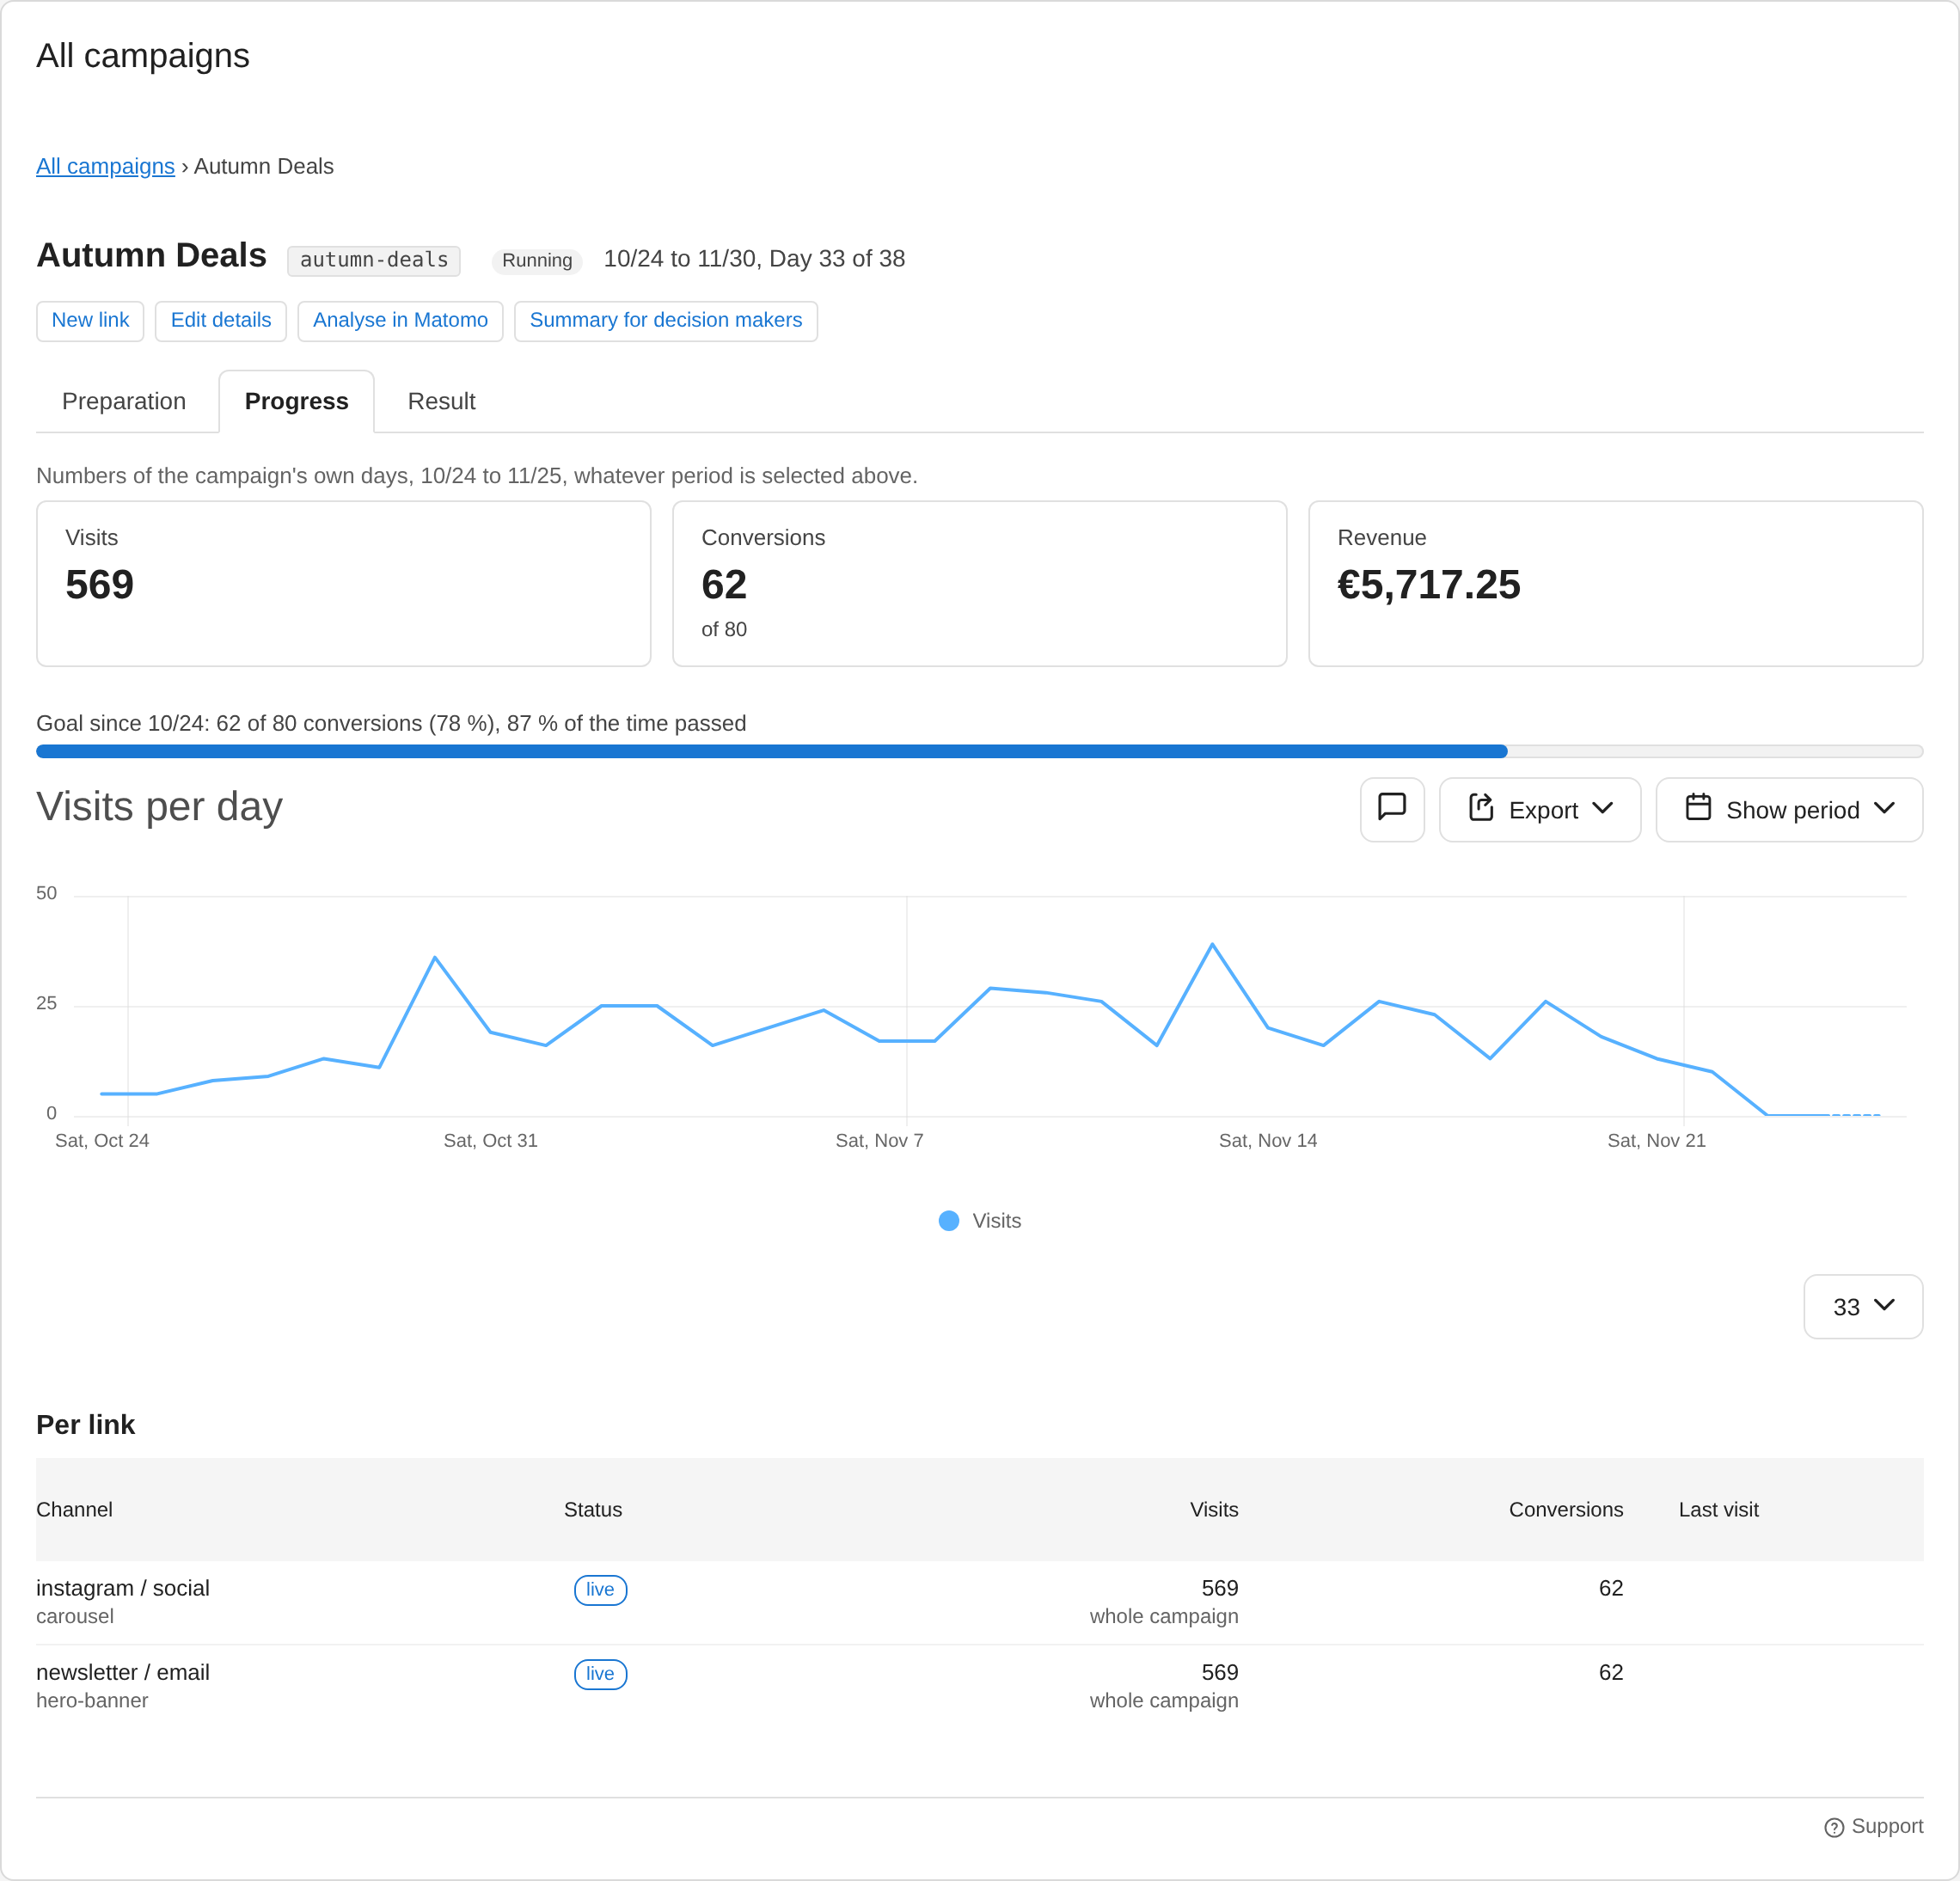 All campaigns
All campaigns › Autumn Deals
Autumn Deals autumn-deals Running 10/24 to 11/30, Day 33 of 38
New link Edit details Analyse in Matomo Summary for decision makers
Preparation Progress Result
Numbers of the campaign's own days, 10/24 to 11/25, whatever period is selected above.
Visits Conversions Revenue
569 62 €5,717.25
of 80
Goal since 10/24: 62 of 80 conversions (78 %), 87 % of the time passed
Visits per day Export Show period
50
25
0
Sat, Oct 24 Sat, Oct 31 Sat, Nov 7 Sat, Nov 14 Sat, Nov 21
Visits
33
Per link
Channel Status Visits Conversions Last visit
instagram / social live 569 62
carousel whole campaign
newsletter / email live 569 62
hero-banner whole campaign
Support